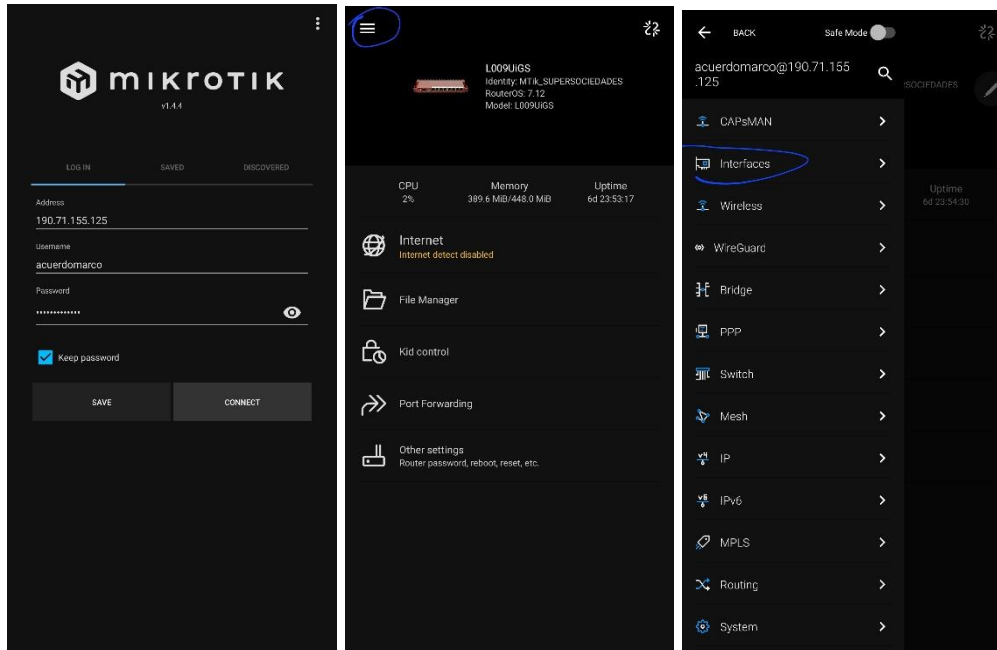 mikrotik
v1.4.4
LOG IN SAVED DISCOVERED
Address
190.71.155.125
Username
acuerdomarco
Password
•••••••••••••
Keep password
SAVE CONNECT
L009UiGS
Identity: MTik_SUPERSOCIEDADES
RouterOS: 7.12
Model: L009UiGS
CPU Memory Uptime
2% 389.6 MiB/448.0 MiB 6d 23:53:17
Internet
Internet detect disabled
File Manager
Kid control
Port Forwarding
Other settings
Router password, reboot, reset, etc.
BACK Safe Mode
acuerdomarco@190.71.155
.125
RSOCIEDADES
CAPsMAN
Interfaces
Wireless
Uptime
6d 23:54:30
WireGuard
Bridge
PPP
Switch
Mesh
IP
IPv6
MPLS
Routing
System